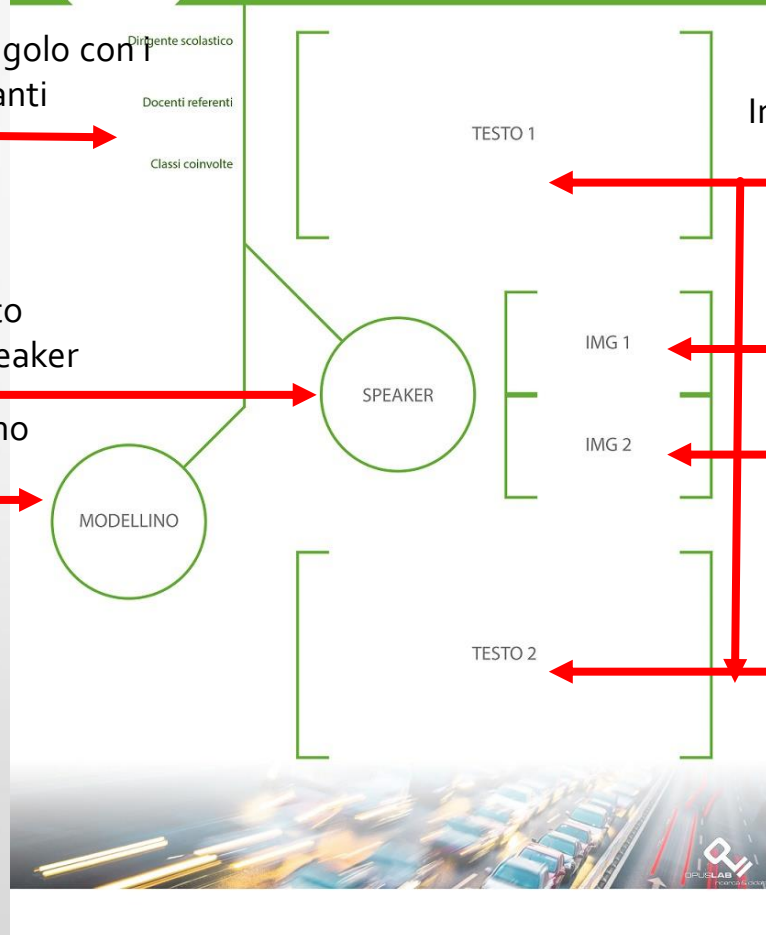 golo con i
anti
Dirigente scolastico
Docenti referenti
Classi coinvolte
TESTO 1
In
to
eaker
no
IMG 1
SPEAKER
IMG 2
MODELLINO
TESTO 2
OPUSLAB